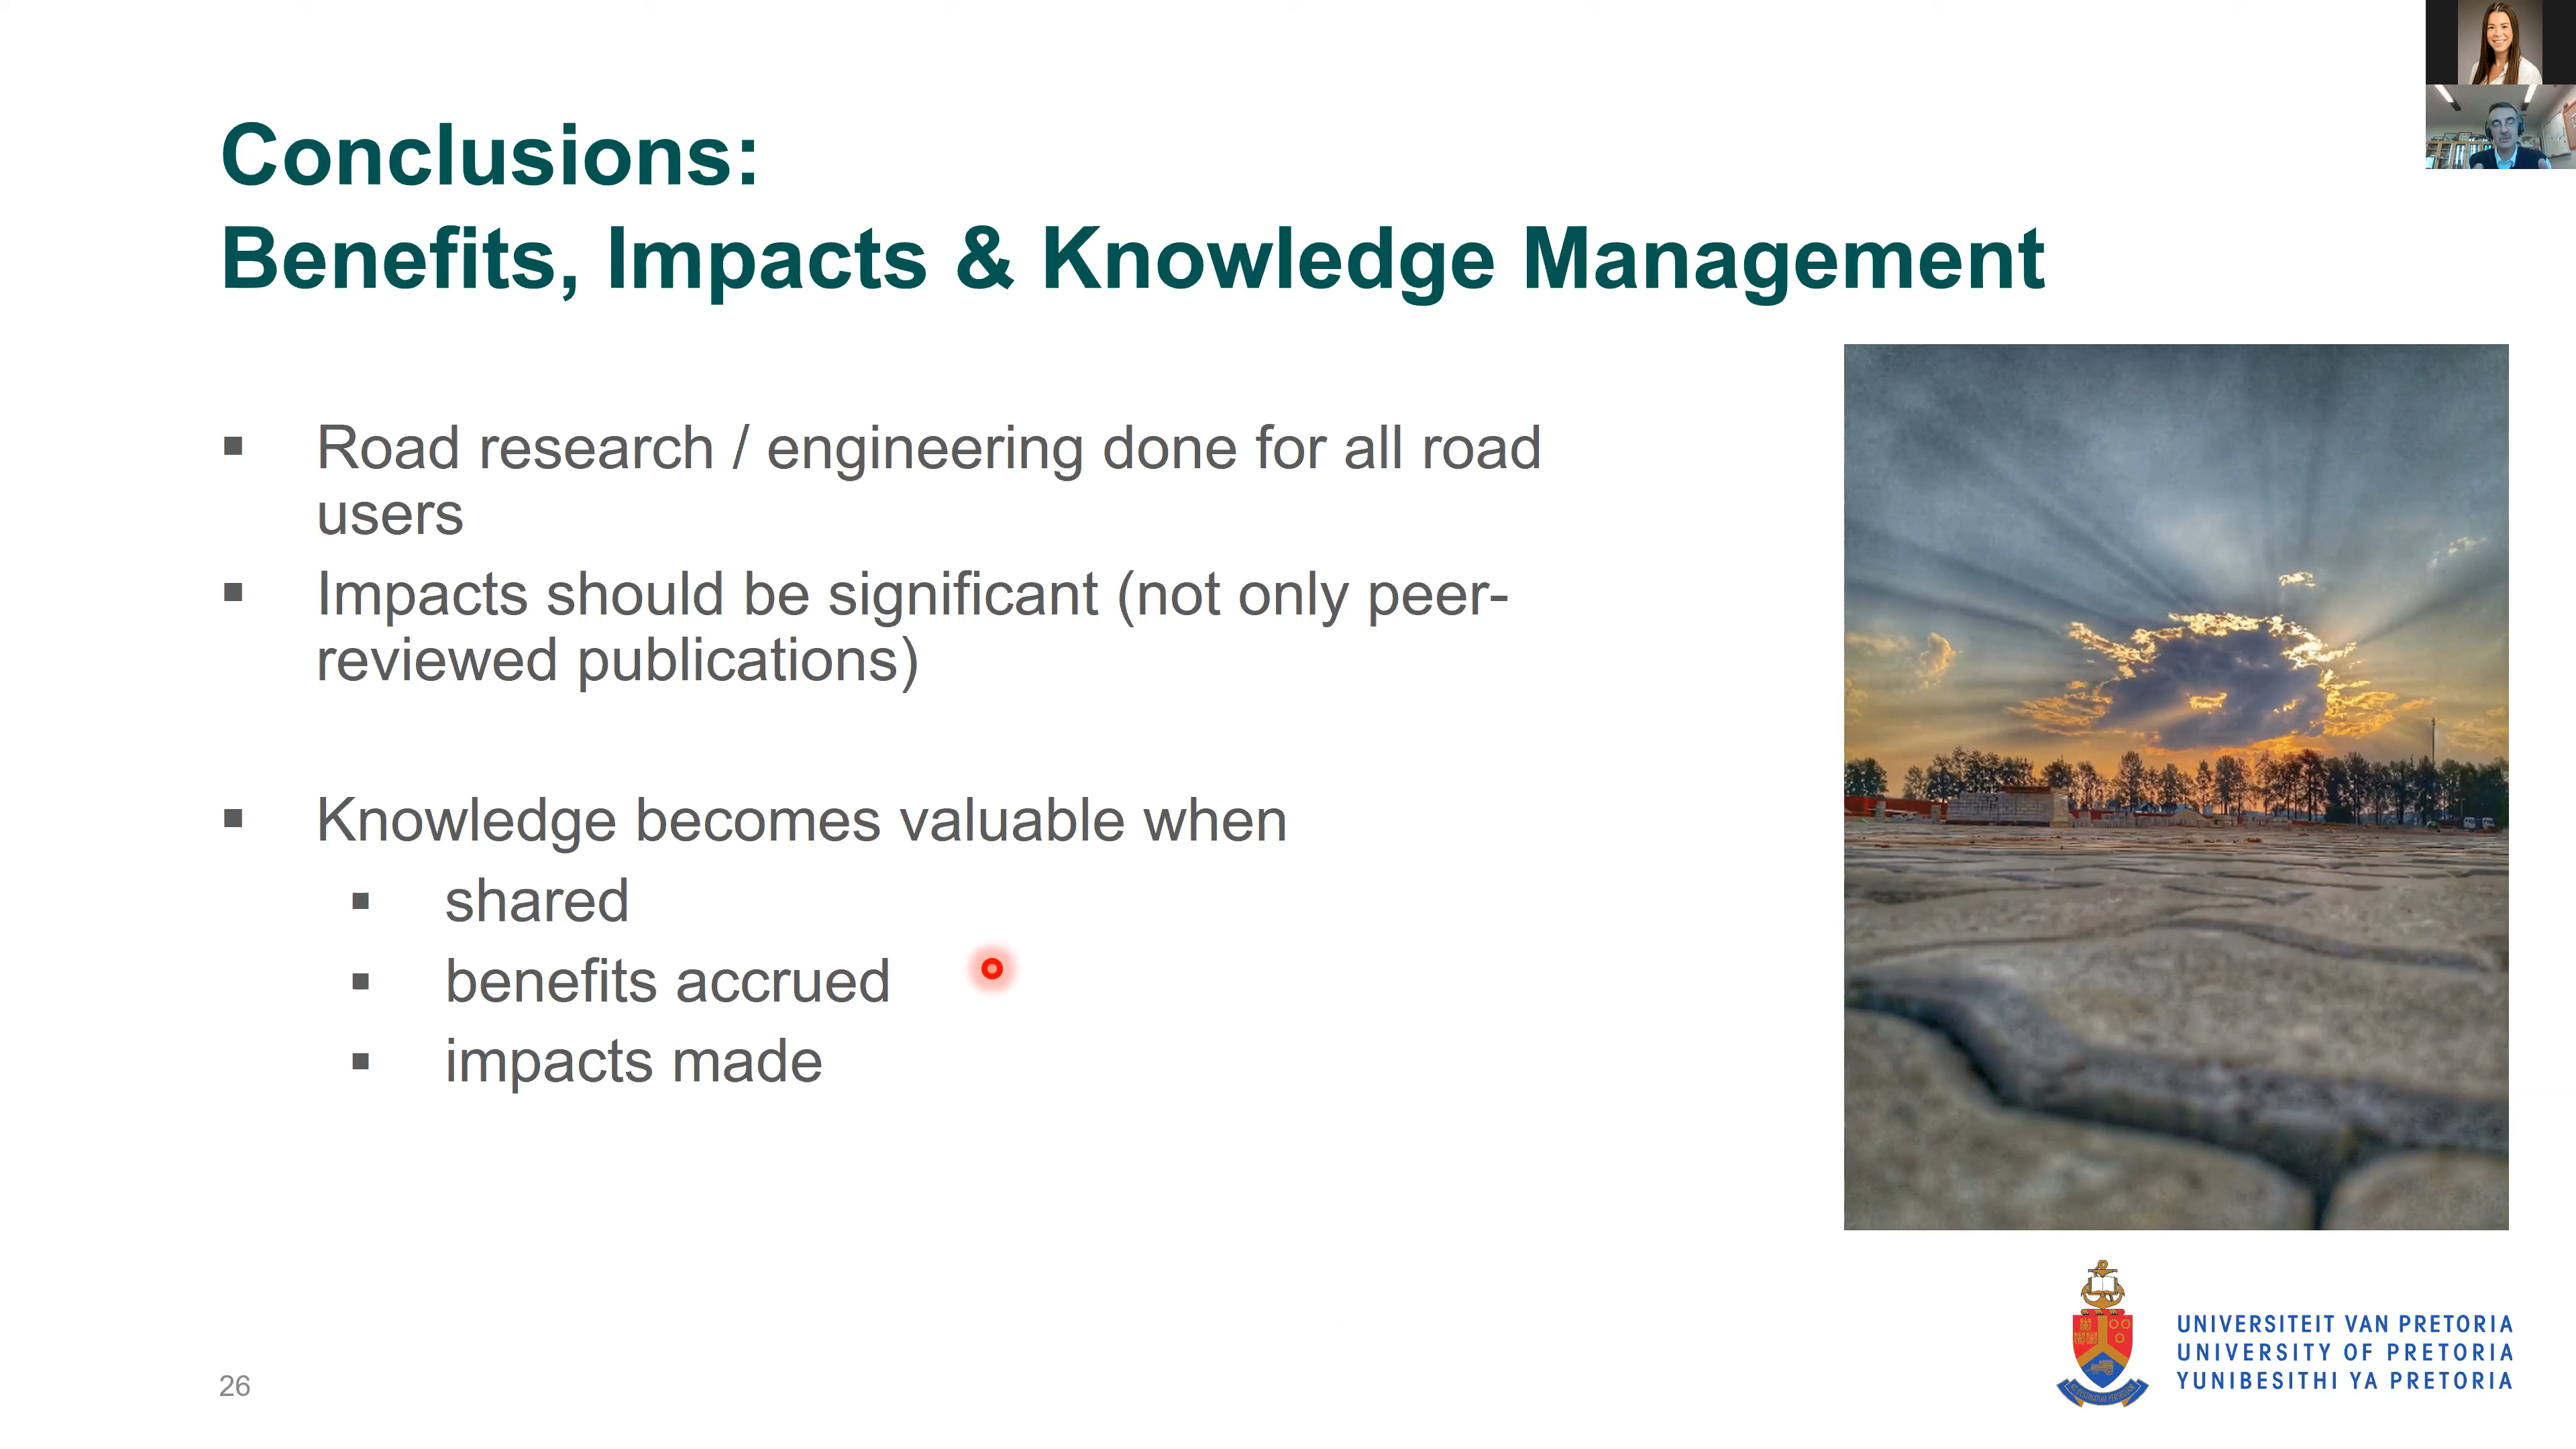 Conclusions:
Benefits, Impacts & Knowledge Management
Road research / engineering done for all road
users
Impacts should be significant (not only peer-
reviewed publications)
Knowledge becomes valuable when
shared
benefits accrued
impacts made
26
UNIVERSITEIT VAN PRETORIA
UNIVERSITY OF PRETORIA
YUNIBESITHI YA PRETORIA